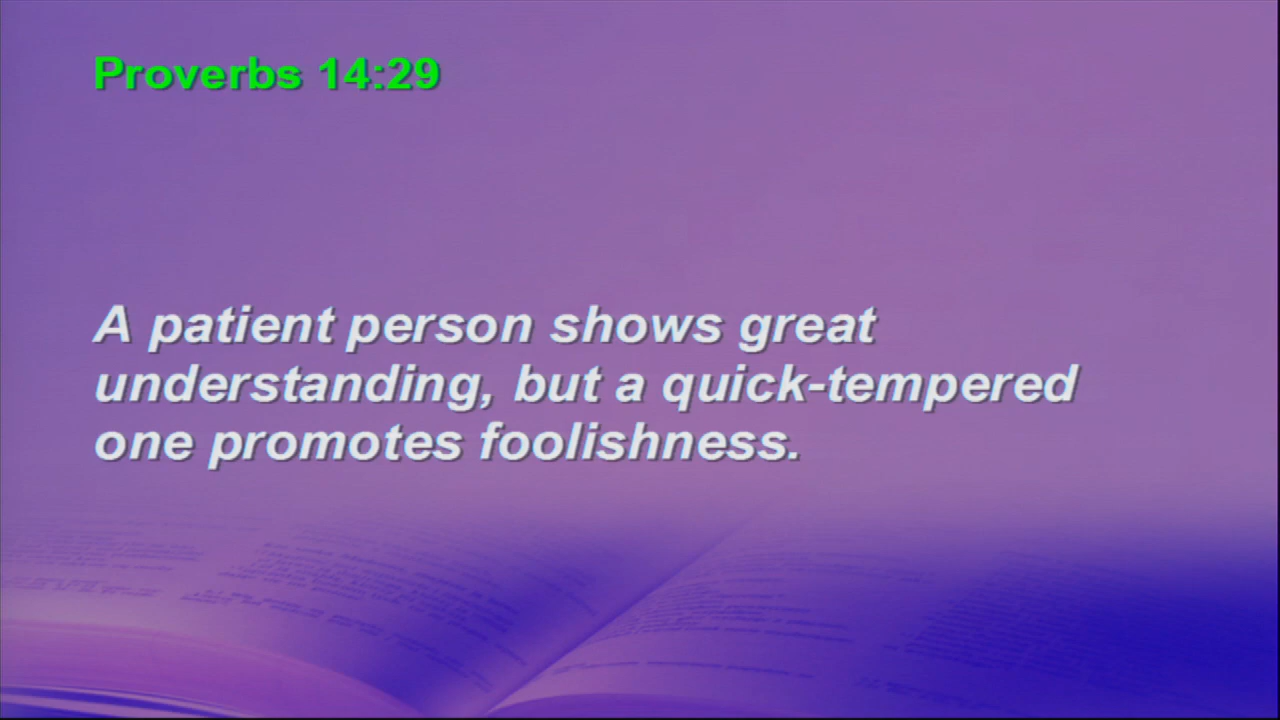 Proverbs 14:29
A patient person shows great
understanding, but a quick-tempered
one promotes foolishness.